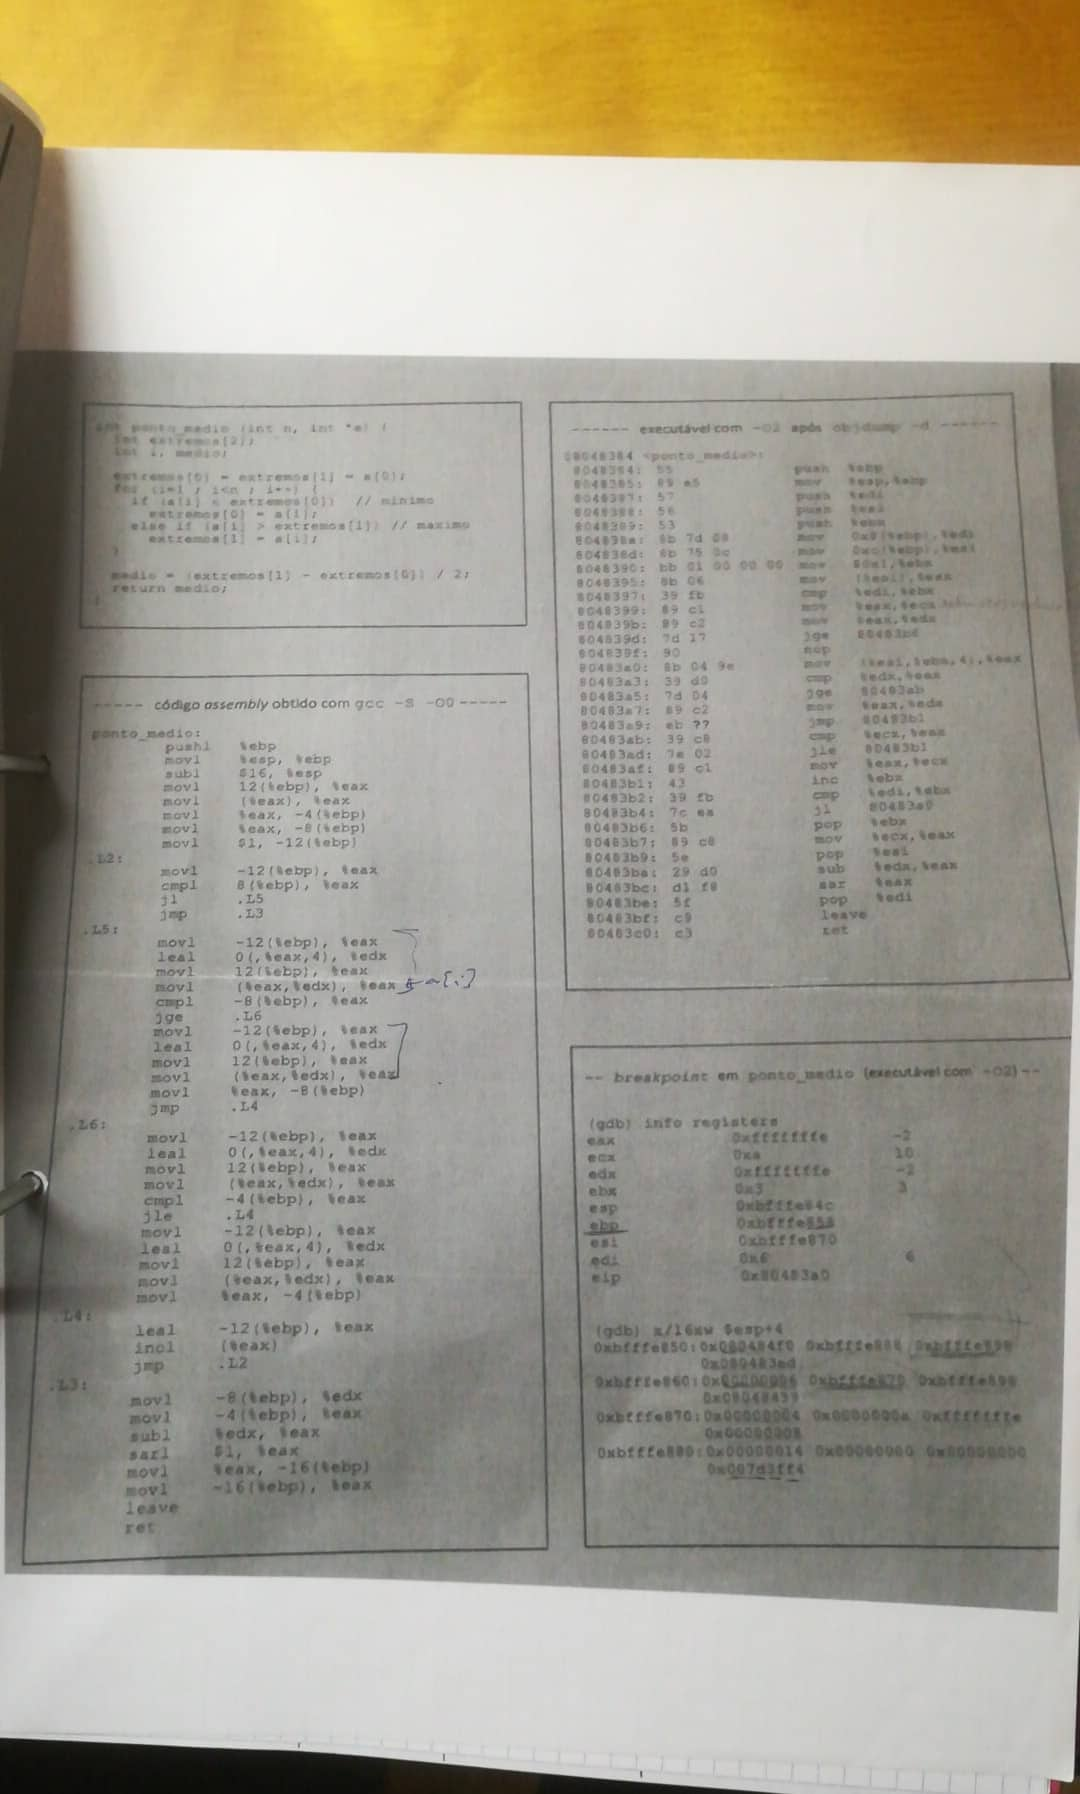 int ponto_medio (int n, int *a) {
int extremos[2];
int i, medio;
extremos[0] = extremos[1] = a[0];
for (i=1 ; i<n ; i++) {
if (a[i] < extremos[0]) // minimo
extremos[0] = a[i];
else if (a[i] > extremos[1]) // maximo
extremos[1] = a[i];
}
medio = (extremos[1] - extremos[0]) / 2;
return medio;
----- código assembly obtido com gcc -S -O0 -----
ponto_medio:
pushl %ebp
movl %esp, %ebp
subl $16, %esp
movl 12(%ebp), %eax
movl (%eax), %eax
movl %eax, -4(%ebp)
movl %eax, -8(%ebp)
movl $1, -12(%ebp)
.L2:
movl -12(%ebp), %eax
cmpl 8(%ebp), %eax
jl .L5
jmp .L3
.L5:
movl -12(%ebp), %eax
leal 0(,%eax,4), %edx
movl 12(%ebp), %eax
movl (%eax,%edx), %eax a[i]
cmpl -8(%ebp), %eax
jge .L6
movl -12(%ebp), %eax
leal 0(,%eax,4), %edx
movl 12(%ebp), %eax
movl (%eax,%edx), %eax
movl %eax, -8(%ebp)
jmp .L4
.L6:
movl -12(%ebp), %eax
leal 0(,%eax,4), %edx
movl 12(%ebp), %eax
movl (%eax,%edx), %eax
cmpl -4(%ebp), %eax
jle .L4
movl -12(%ebp), %eax
leal 0(,%eax,4), %edx
movl 12(%ebp), %eax
movl (%eax,%edx), %eax
movl %eax, -4(%ebp)
.L4:
leal -12(%ebp), %eax
incl (%eax)
jmp .L2
.L3:
movl -8(%ebp), %edx
movl -4(%ebp), %eax
subl %edx, %eax
sarl $1, %eax
movl %eax, -16(%ebp)
movl -16(%ebp), %eax
leave
ret
------ executável com -O2 após objdump -d ------
08048384 <ponto_medio>:
8048384: 55 push %ebp
8048385: 89 e5 mov %esp,%ebp
8048387: 57 push %edi
8048388: 56 push %esi
8048389: 53 push %ebx
804838a: 8b 7d 08 mov 0x8(%ebp),%edi
804838d: 8b 75 0c mov 0xc(%ebp),%esi
8048390: bb 01 00 00 00 mov $0x1,%ebx
8048395: 8b 06 mov (%esi),%eax
8048397: 39 fb cmp %edi,%ebx
8048399: 89 c1 mov %eax,%ecx
804839b: 89 c2 mov %eax,%edx
804839d: 7d 17 jge 80483b6
804839f: 90 nop
80483a0: 8b 04 9e mov (%esi,%ebx,4),%eax
80483a3: 39 d0 cmp %edx,%eax
80483a5: 7d 04 jge 80483ab
80483a7: 89 c2 mov %eax,%edx
80483a9: eb ?? jmp 80483b1
80483ab: 39 c8 cmp %ecx,%eax
80483ad: 7e 02 jle 80483b1
80483af: 89 c1 mov %eax,%ecx
80483b1: 43 inc %ebx
80483b2: 39 fb cmp %edi,%ebx
80483b4: 7c ea jl 80483a0
80483b6: 5b pop %ebx
80483b7: 89 c8 mov %ecx,%eax
80483b9: 5e pop %esi
80483ba: 29 d0 sub %edx,%eax
80483bc: d1 f8 sar %eax
80483be: 5f pop %edi
80483bf: c9 leave
80483c0: c3 ret
-- breakpoint em ponto_medio (executável com -O2)--
(gdb) info registers
eax 0xfffffffe -2
ecx 0xa 10
edx 0xfffffffe -2
ebx 0x3 3
esp 0xbfffe84c
ebp 0xbfffe858
esi 0xbfffe870
edi 0x6 6
eip 0x80483a0
(gdb) x/16xw $esp+4
0xbfffe850:0x080484f0 0xbfffe888 0xbfffe898
0x080483ed
0xbfffe860:0x00000006 0xbfffe870 0xbfffe898
0x08048439
0xbfffe870:0x00000004 0x0000000a 0xfffffffe
0x00000008
0xbfffe880:0x00000014 0x00000000 0x00000000
0x007d3ff4